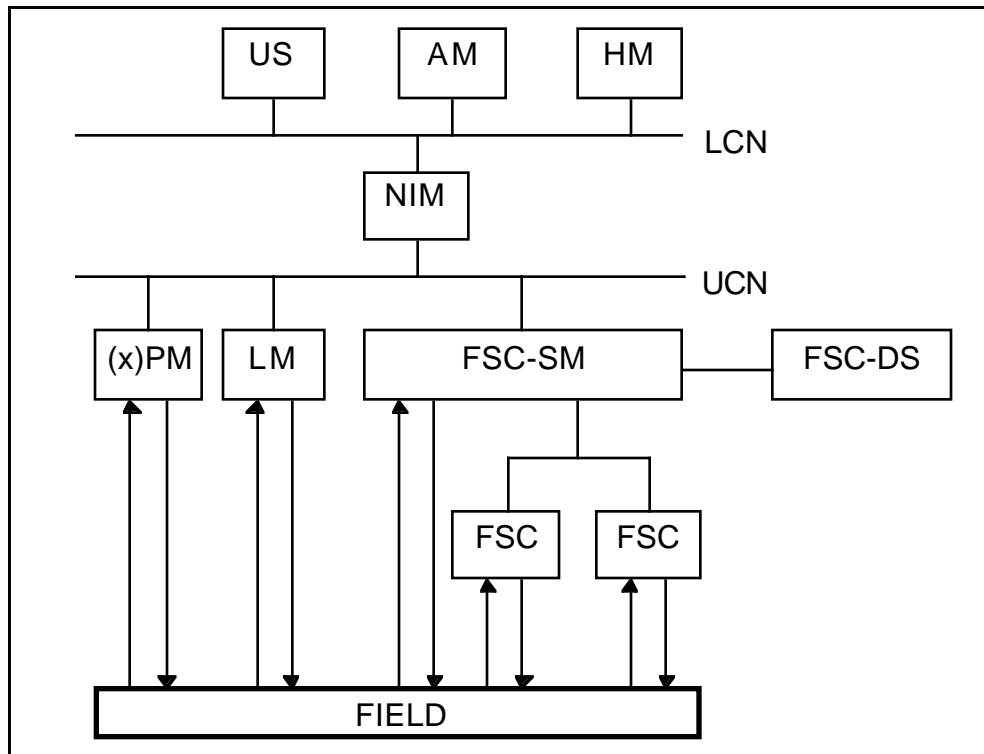 US
AM
HM
LCN
NIM
UCN
(x)PM
LM
FSC-SM
FSC-DS
FSC
FSC
FIELD